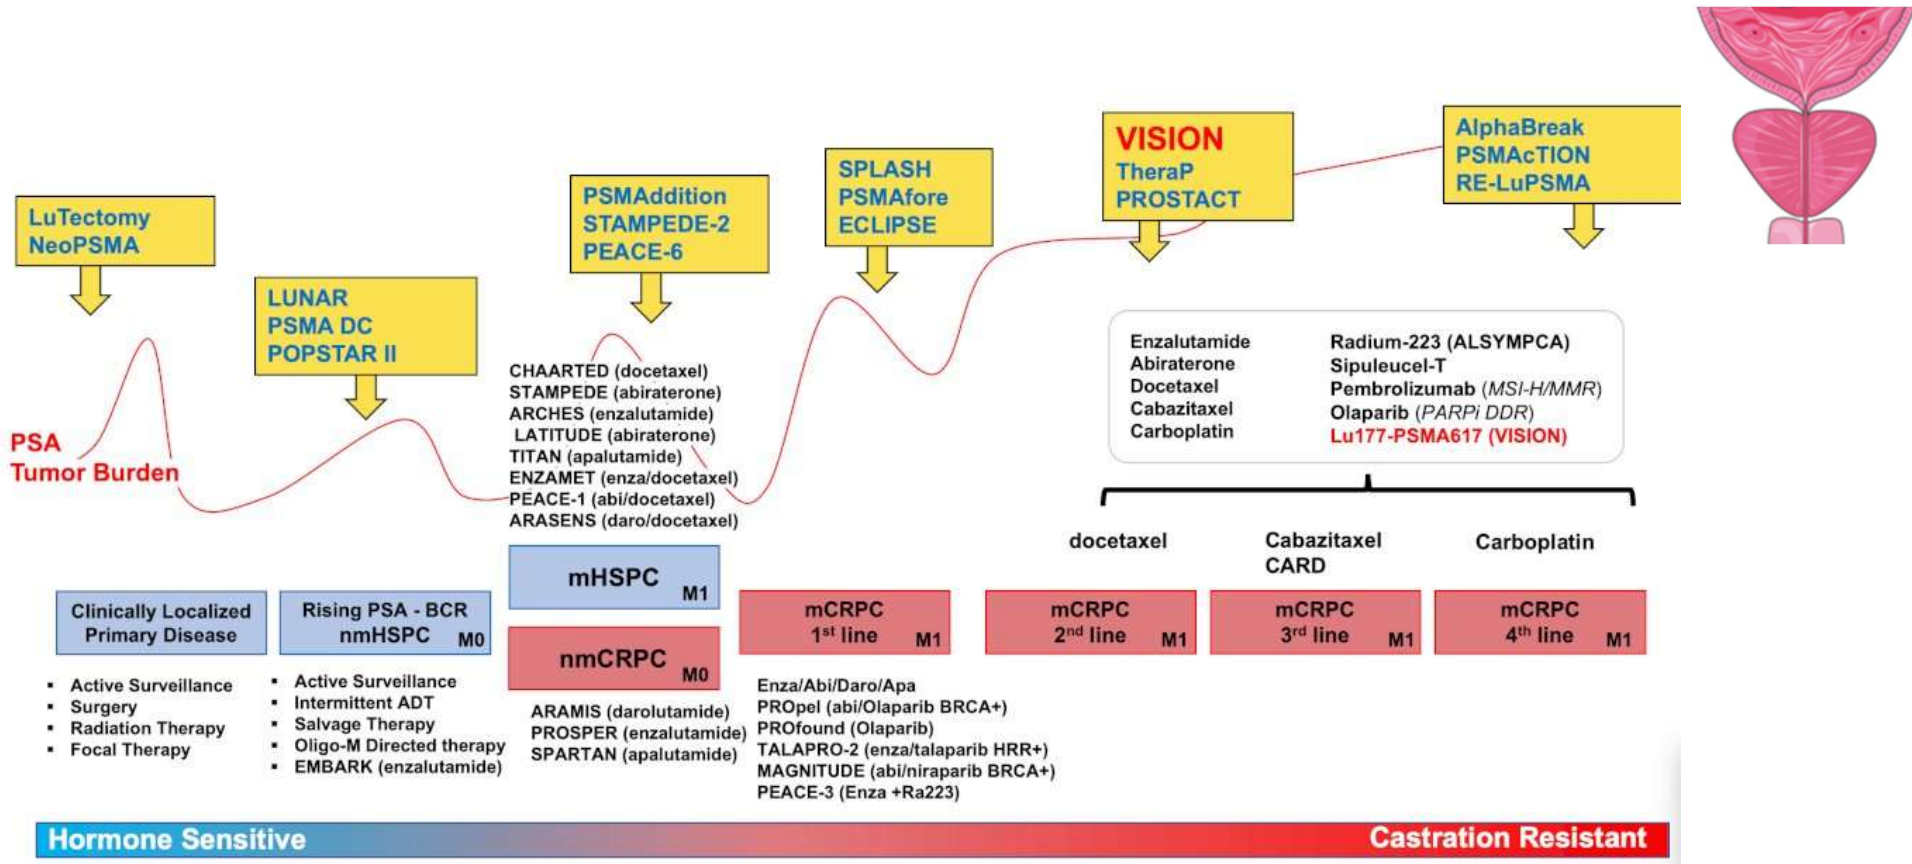 LuTectomy
NeoPSMA
LUNAR
PSMA DC
POPSTAR II
PSMAddition
STAMPEDE-2
PEACE-6
SPLASH
PSMAfore
ECLIPSE
VISION
TheraP
PROSTACT
AlphaBreak
PSMAcTION
RE-LuPSMA
PSA
Tumor Burden
CHAARTED (docetaxel)
STAMPEDE (abiraterone)
ARCHES (enzalutamide)
LATITUDE (abiraterone)
TITAN (apalutamide)
ENZAMET (enza/docetaxel)
PEACE-1 (abi/docetaxel)
ARASENS (daro/docetaxel)
Enzalutamide
Abiraterone
Docetaxel
Cabazitaxel
Carboplatin
Radium-223 (ALSYMPCA)
Sipuleucel-T
Pembrolizumab (MSI-H/MMR)
Olaparib (PARPi DDR)
Lu177-PSMA617 (VISION)
docetaxel
Cabazitaxel
CARD
Carboplatin
Clinically Localized
Primary Disease
Rising PSA - BCR
nmHSPC M0
mHSPC M1
nmCRPC M0
mCRPC
1st line M1
mCRPC
2nd line M1
mCRPC
3rd line M1
mCRPC
4th line M1
▪ Active Surveillance
▪ Surgery
▪ Radiation Therapy
▪ Focal Therapy
▪ Active Surveillance
▪ Intermittent ADT
▪ Salvage Therapy
▪ Oligo-M Directed therapy
▪ EMBARK (enzalutamide)
ARAMIS (darolutamide)
PROSPER (enzalutamide)
SPARTAN (apalutamide)
Enza/Abi/Daro/Apa
PROpel (abi/Olaparib BRCA+)
PROfound (Olaparib)
TALAPRO-2 (enza/talaparib HRR+)
MAGNITUDE (abi/niraparib BRCA+)
PEACE-3 (Enza +Ra223)
Hormone Sensitive
Castration Resistant